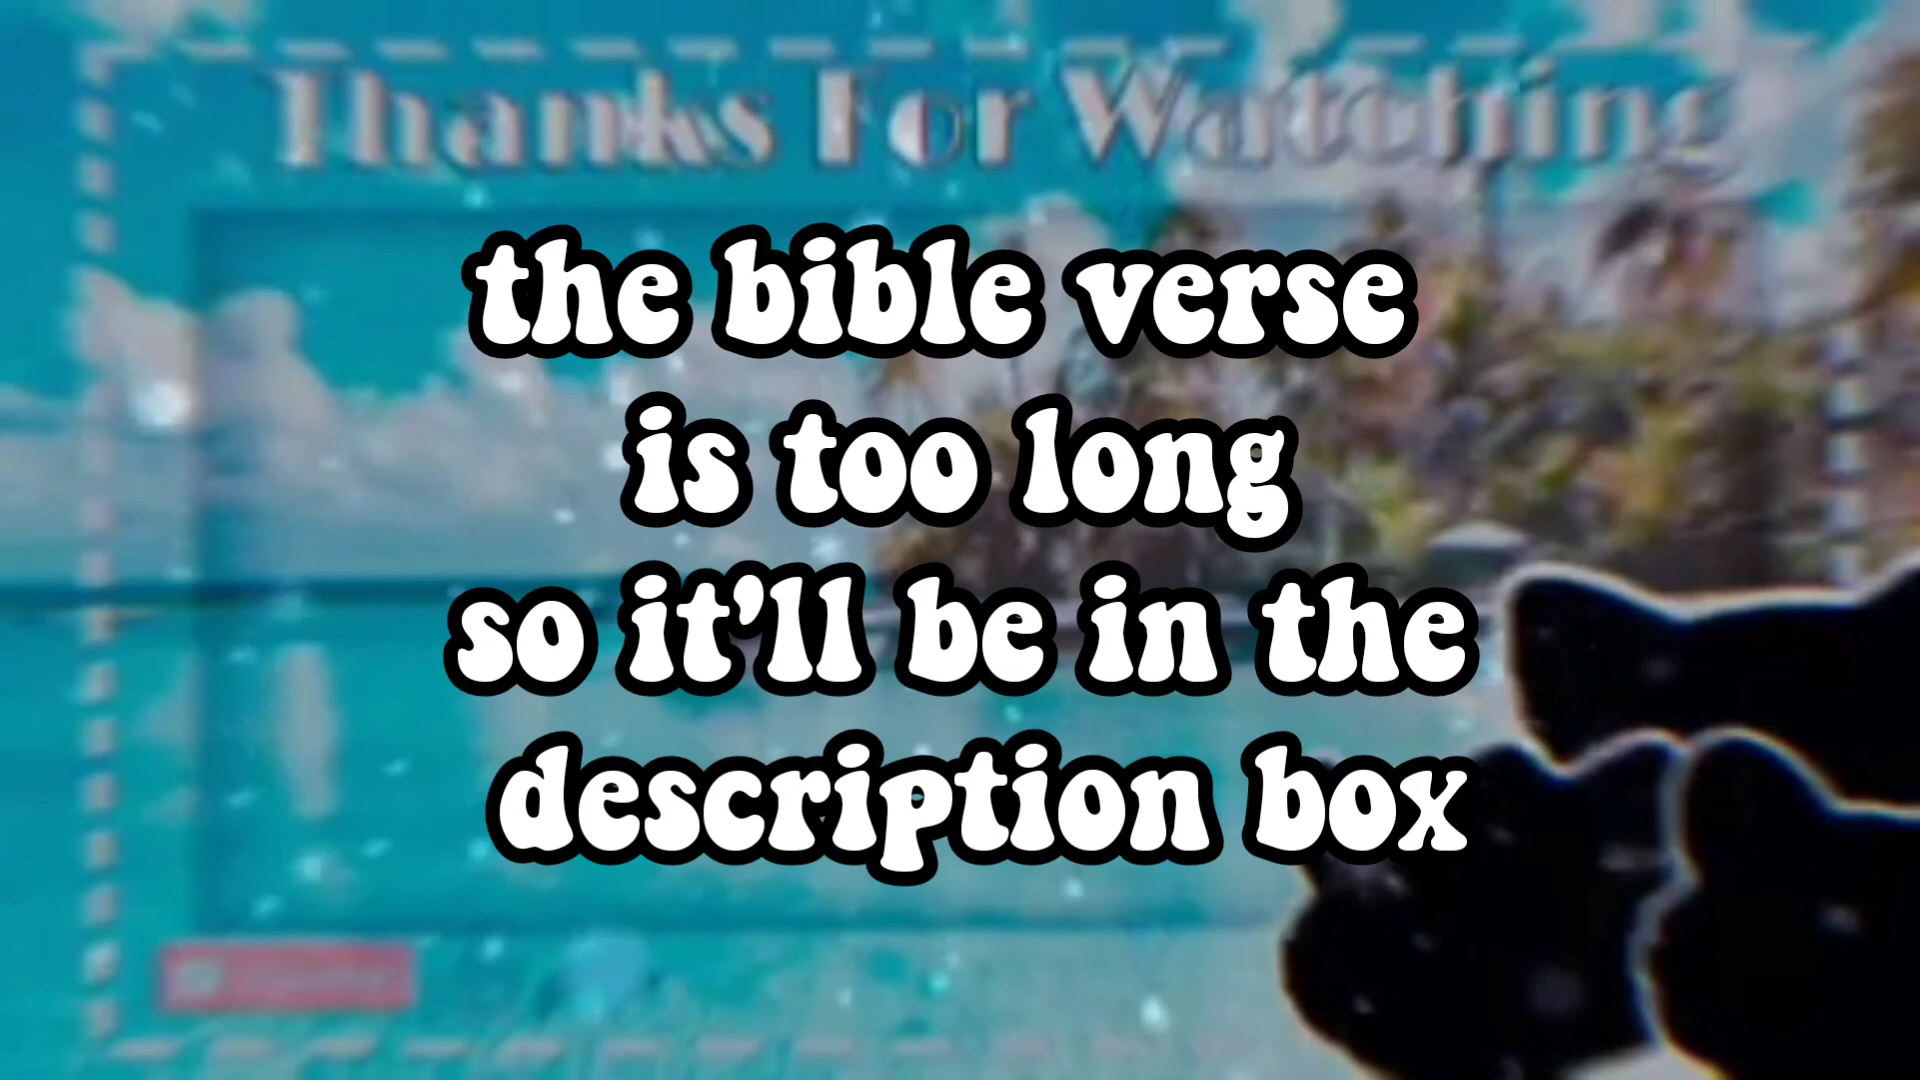 Thanks For Watching
the bible verse
is too long
so it'll be in the
description box